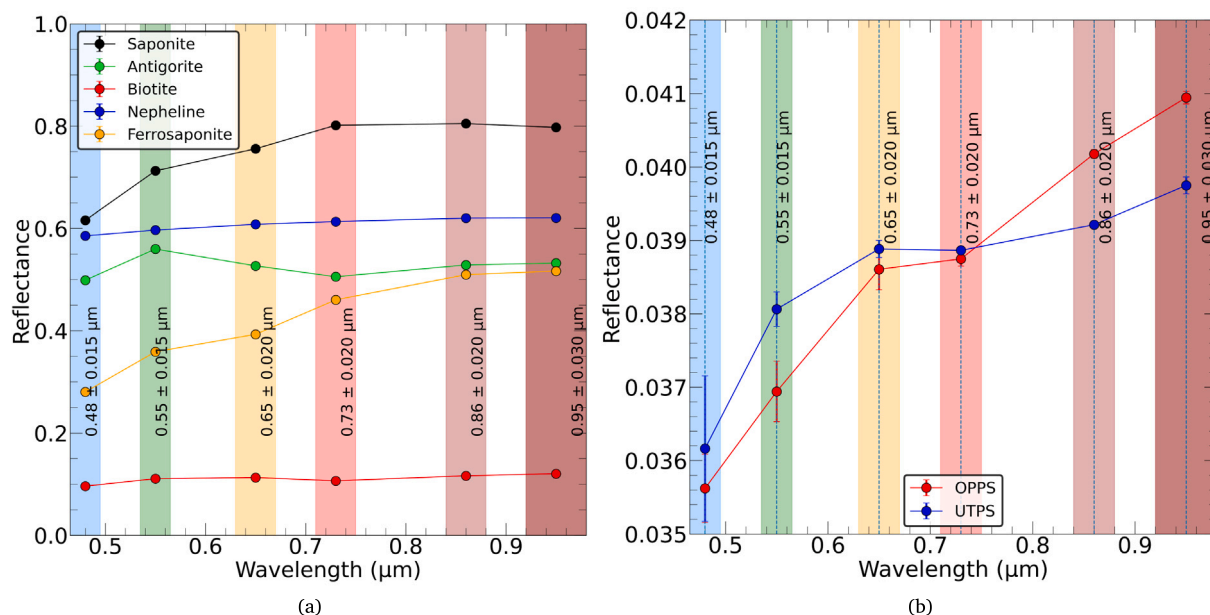 1.0
0.8
0.6
0.4
0.2
0.0
Reflectance
Saponite
Antigorite
Biotite
Nepheline
Ferrosaponite
0.48 ± 0.015 μm
0.55 ± 0.015 μm
0.65 ± 0.020 μm
0.73 ± 0.020 μm
0.86 ± 0.020 μm
0.95 ± 0.030 μm
0.5 0.6 0.7 0.8 0.9
Wavelength (μm)
(a)
0.042
0.041
0.040
0.039
0.038
0.037
0.036
0.035
Reflectance
0.48 ± 0.015 μm
0.55 ± 0.015 μm
0.65 ± 0.020 μm
0.73 ± 0.020 μm
0.86 ± 0.020 μm
0.95 ± 0.030 μm
OPPS
UTPS
0.5 0.6 0.7 0.8 0.9
Wavelength (μm)
(b)